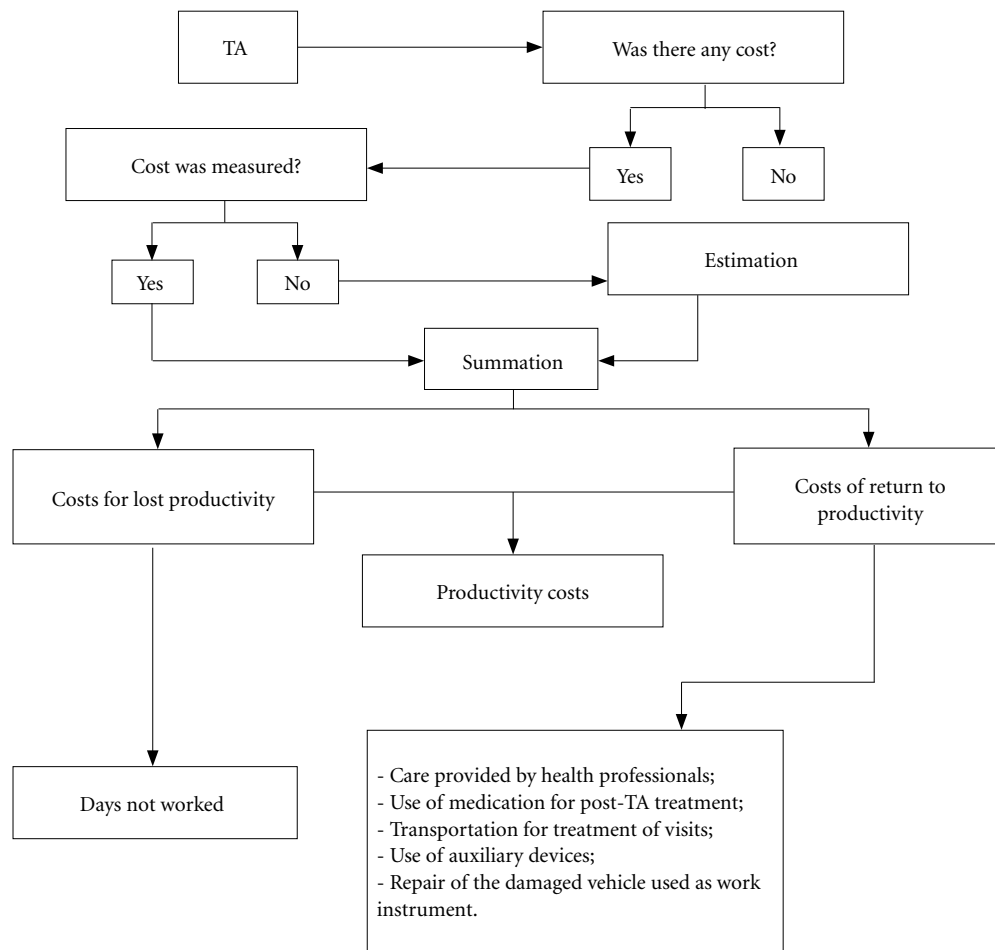 TA
Was there any cost?
Cost was measured?
Yes
No
Yes
No
Estimation
Summation
Costs for lost productivity
Costs of return to
productivity
Productivity costs
Days not worked
- Care provided by health professionals;
- Use of medication for post-TA treatment;
- Transportation for treatment of visits;
- Use of auxiliary devices;
- Repair of the damaged vehicle used as work
instrument.